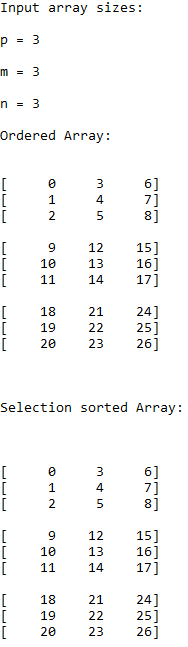 Input array sizes:
p = 3
m = 3
n = 3
Ordered Array:
[ 0 3 6]
[ 1 4 7]
[ 2 5 8]
[ 9 12 15]
[ 10 13 16]
[ 11 14 17]
[ 18 21 24]
[ 19 22 25]
[ 20 23 26]
Selection sorted Array:
[ 0 3 6]
[ 1 4 7]
[ 2 5 8]
[ 9 12 15]
[ 10 13 16]
[ 11 14 17]
[ 18 21 24]
[ 19 22 25]
[ 20 23 26]